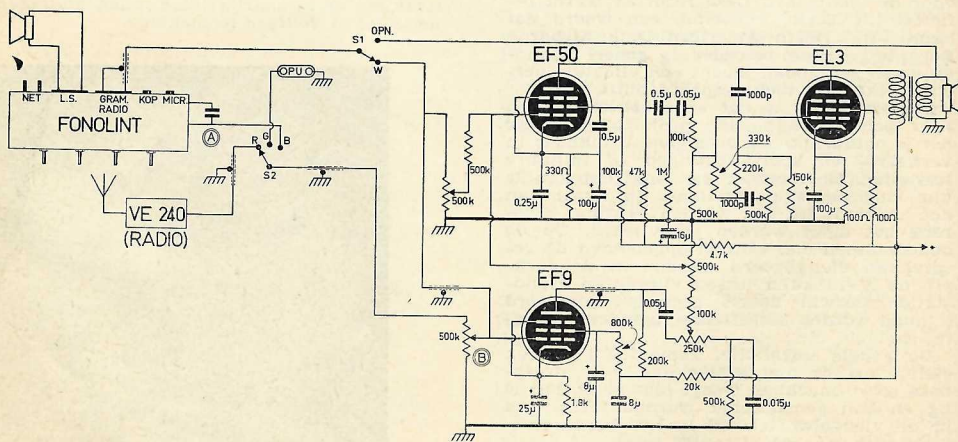 S1
OPN.
W
EF50
EL3
NET
L.S.
GRAM.
RADIO
KOP
MICR.
FONOLINT
A
OPU
R
G
B
S2
VE 240
(RADIO)
500k
500k
0.25µ
330Ω
0.5µ
+
100µ
100k
47k
0.5µ
0.05µ
1M
100k
16µ
+
500k
1000p
330k
220k
1000p
500k
150k
+
100µ
100Ω
100Ω
4.7k
+
500k
100k
EF9
500k
B
+
25µ
1.8k
+
8µ
800k
8µ
200k
0.05µ
250k
20k
500k
0.015µ